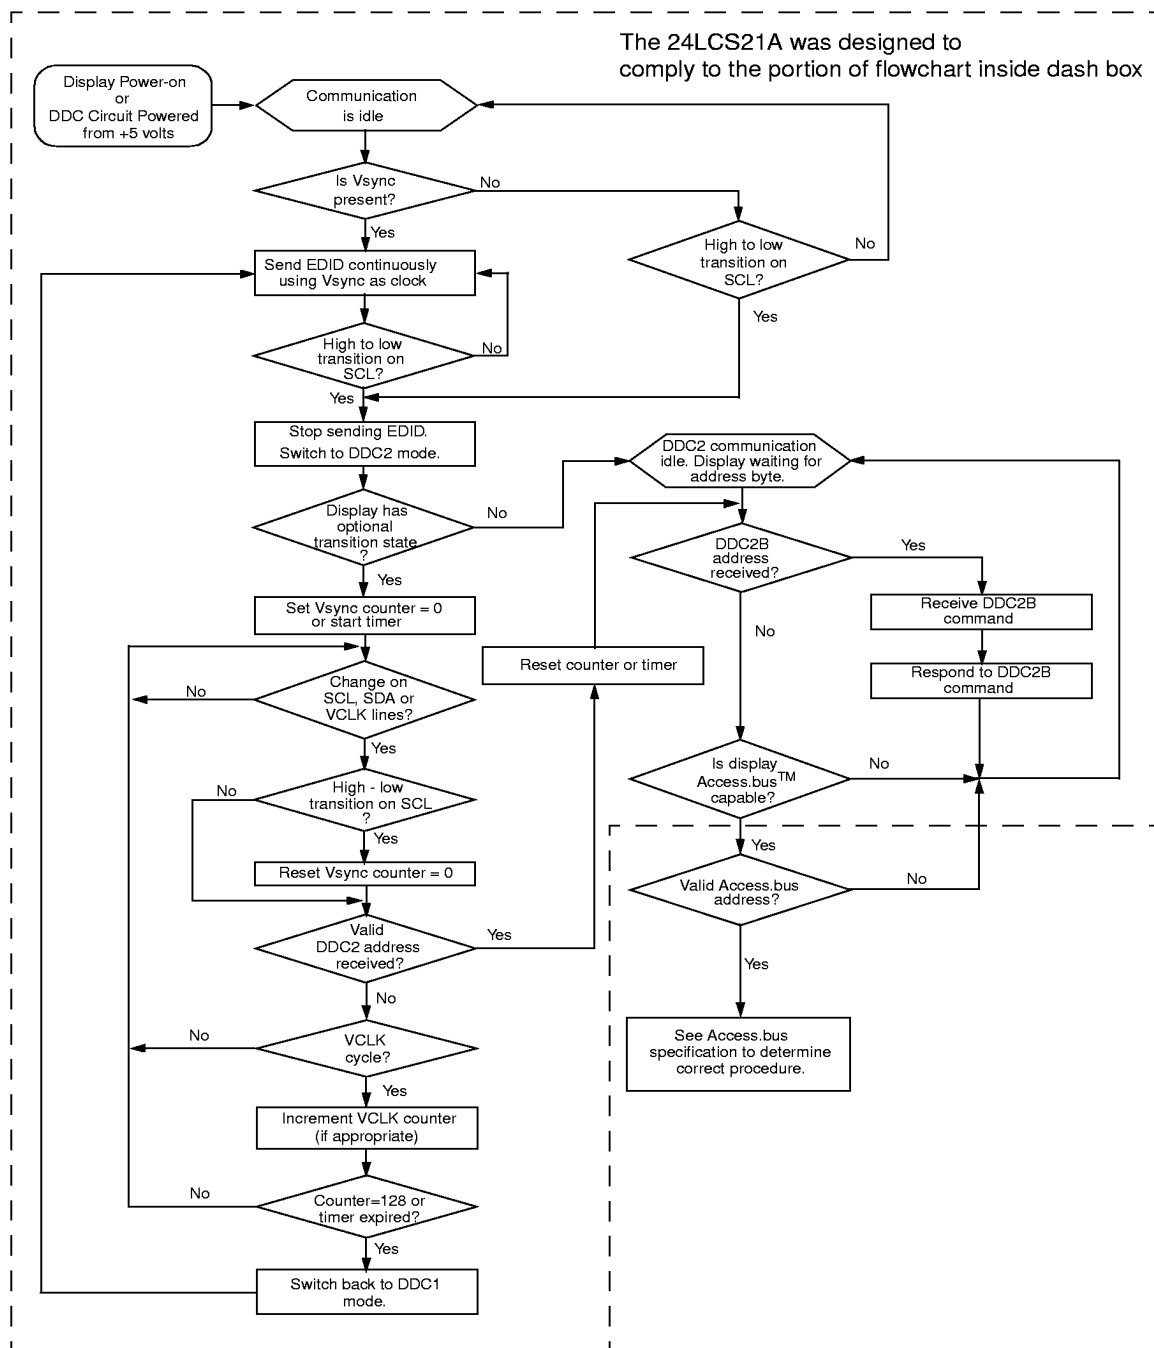 The 24LCS21A was designed to
comply to the portion of flowchart inside dash box
Display Power-on
or
DDC Circuit Powered
from +5 volts
Communication
is idle
Is Vsync
present?
No
Yes
High to low
transition on
SCL?
No
Yes
Send EDID continuously
using Vsync as clock
High to low
transition on
SCL?
No
Yes
Stop sending EDID.
Switch to DDC2 mode.
Display has
optional
transition state
?
No
Yes
DDC2 communication
idle. Display waiting for
address byte.
DDC2B
address
received?
Yes
No
Receive DDC2B
command
Respond to DDC2B
command
Set Vsync counter = 0
or start timer
Reset counter or timer
Change on
SCL, SDA or
VCLK lines?
No
Yes
High - low
transition on SCL
?
No
Yes
Reset Vsync counter = 0
Is display
Access.bus™
capable?
No
Yes
Valid Access.bus
address?
No
Yes
See Access.bus
specification to determine
correct procedure.
Valid
DDC2 address
received?
Yes
No
VCLK
cycle?
No
Yes
Increment VCLK counter
(if appropriate)
Counter=128 or
timer expired?
No
Yes
Switch back to DDC1
mode.